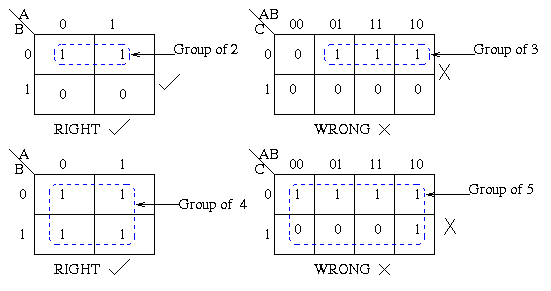 A
B
0 1
0 1 1 Group of 2
1 0 0
RIGHT
AB
C
00 01 11 10
0 0 1 1 1 Group of 3
1 0 0 0 0
WRONG
A
B
0 1
0 1 1
Group of 4
1 1 1
RIGHT
AB
C
00 01 11 10
0 1 1 1 1 Group of 5
1 0 0 0 1
WRONG